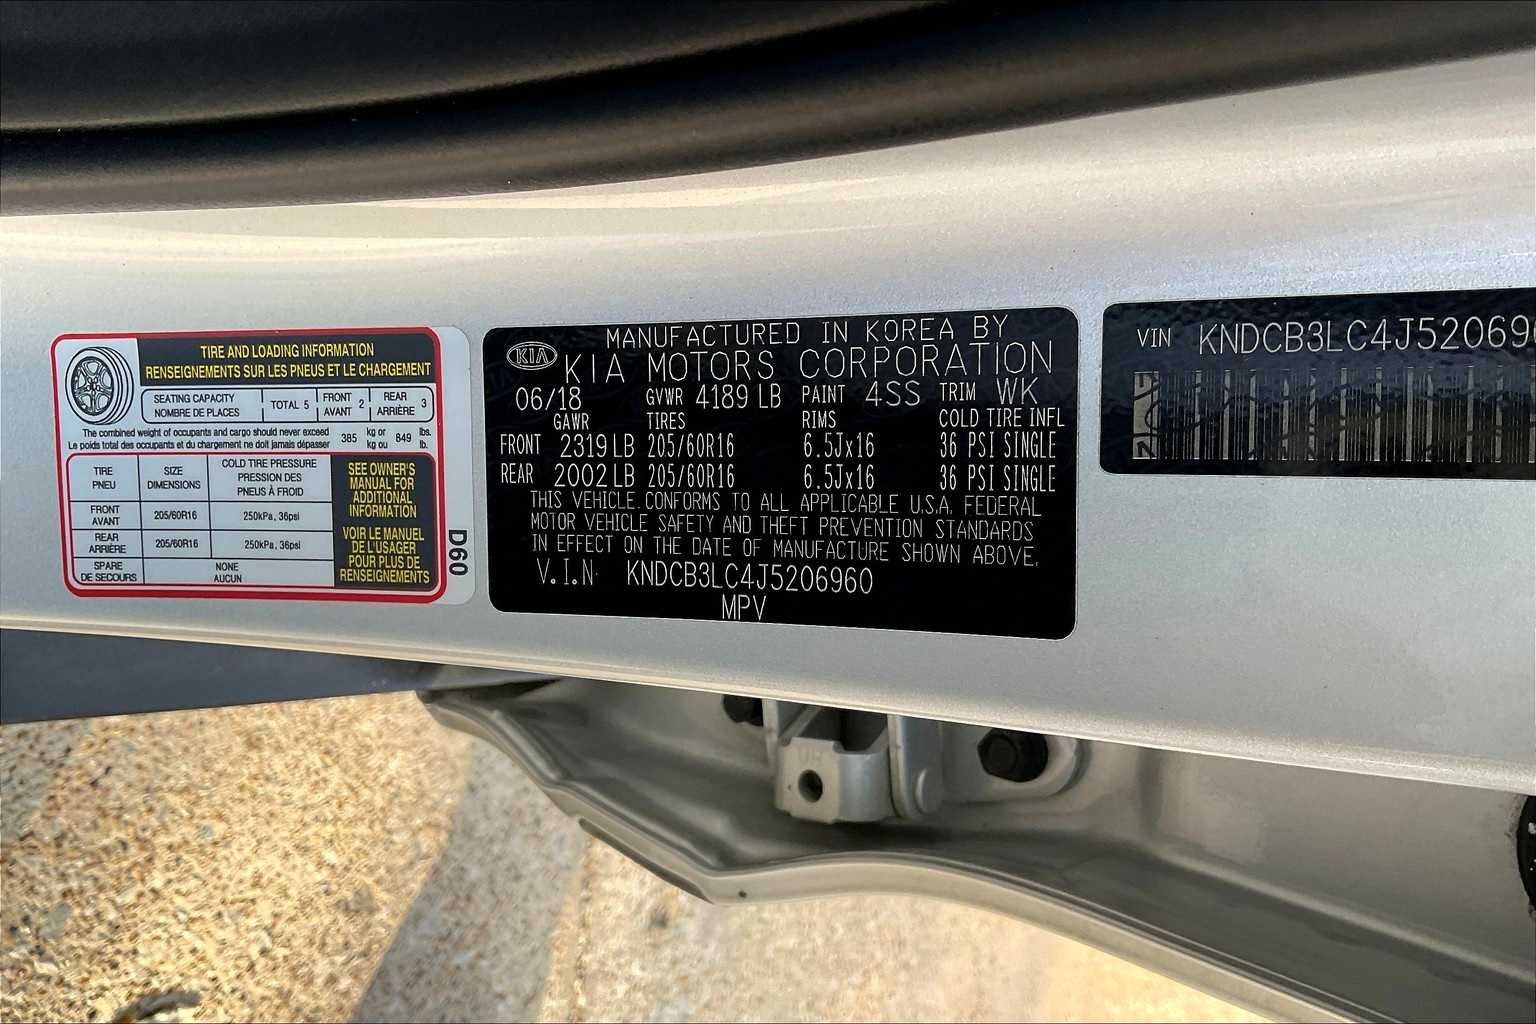 TIRE AND LOADING INFORMATION
RENSEIGNEMENTS SUR LES PNEUS ET LE CHARGEMENT
SEATING CAPACITY
NOMBRE DE PLACES
TOTAL 5
FRONT
AVANT 2
REAR
ARRIÈRE 3
The combined weight of occupants and cargo should never exceed 385 kg or 849 lbs.
Le poids total des occupants et du chargement ne doit jamais dépasser kg ou lb.
TIRE
PNEU
SIZE
DIMENSIONS
COLD TIRE PRESSURE
PRESSION DES
PNEUS À FROID
FRONT
AVANT
205/60R16
250kPa, 36psi
REAR
ARRIÈRE
205/60R16
250kPa, 36psi
SPARE
DE SECOURS
NONE
AUCUN
SEE OWNER'S
MANUAL FOR
ADDITIONAL
INFORMATION
VOIR LE MANUEL
DE L'USAGER
POUR PLUS DE
RENSEIGNEMENTS
D60
MANUFACTURED IN KOREA BY
KIA KIA MOTORS CORPORATION
06/18 GVWR 4189 LB PAINT 4SS TRIM WK
GAWR TIRES RIMS COLD TIRE INFL
FRONT 2319 LB 205/60R16 6.5Jx16 36 PSI SINGLE
REAR 2002 LB 205/60R16 6.5Jx16 36 PSI SINGLE
THIS VEHICLE CONFORMS TO ALL APPLICABLE U.S.A. FEDERAL
MOTOR VEHICLE SAFETY AND THEFT PREVENTION STANDARDS
IN EFFECT ON THE DATE OF MANUFACTURE SHOWN ABOVE.
V.I.N KNDCB3LC4J5206960
MPV
VIN KNDCB3LC4J520696